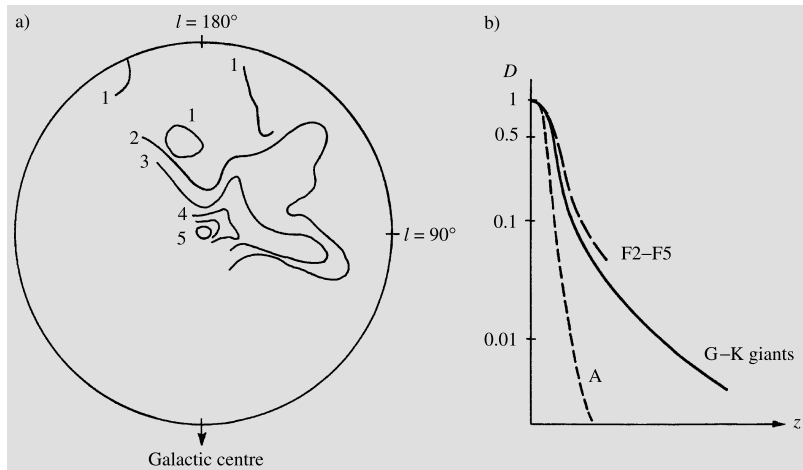 a)
l = 180°
1
1
1
2
3
4
5
l = 90°
Galactic centre
b)
D
1
0.5
0.1
0.01
F2–F5
G–K giants
A
z